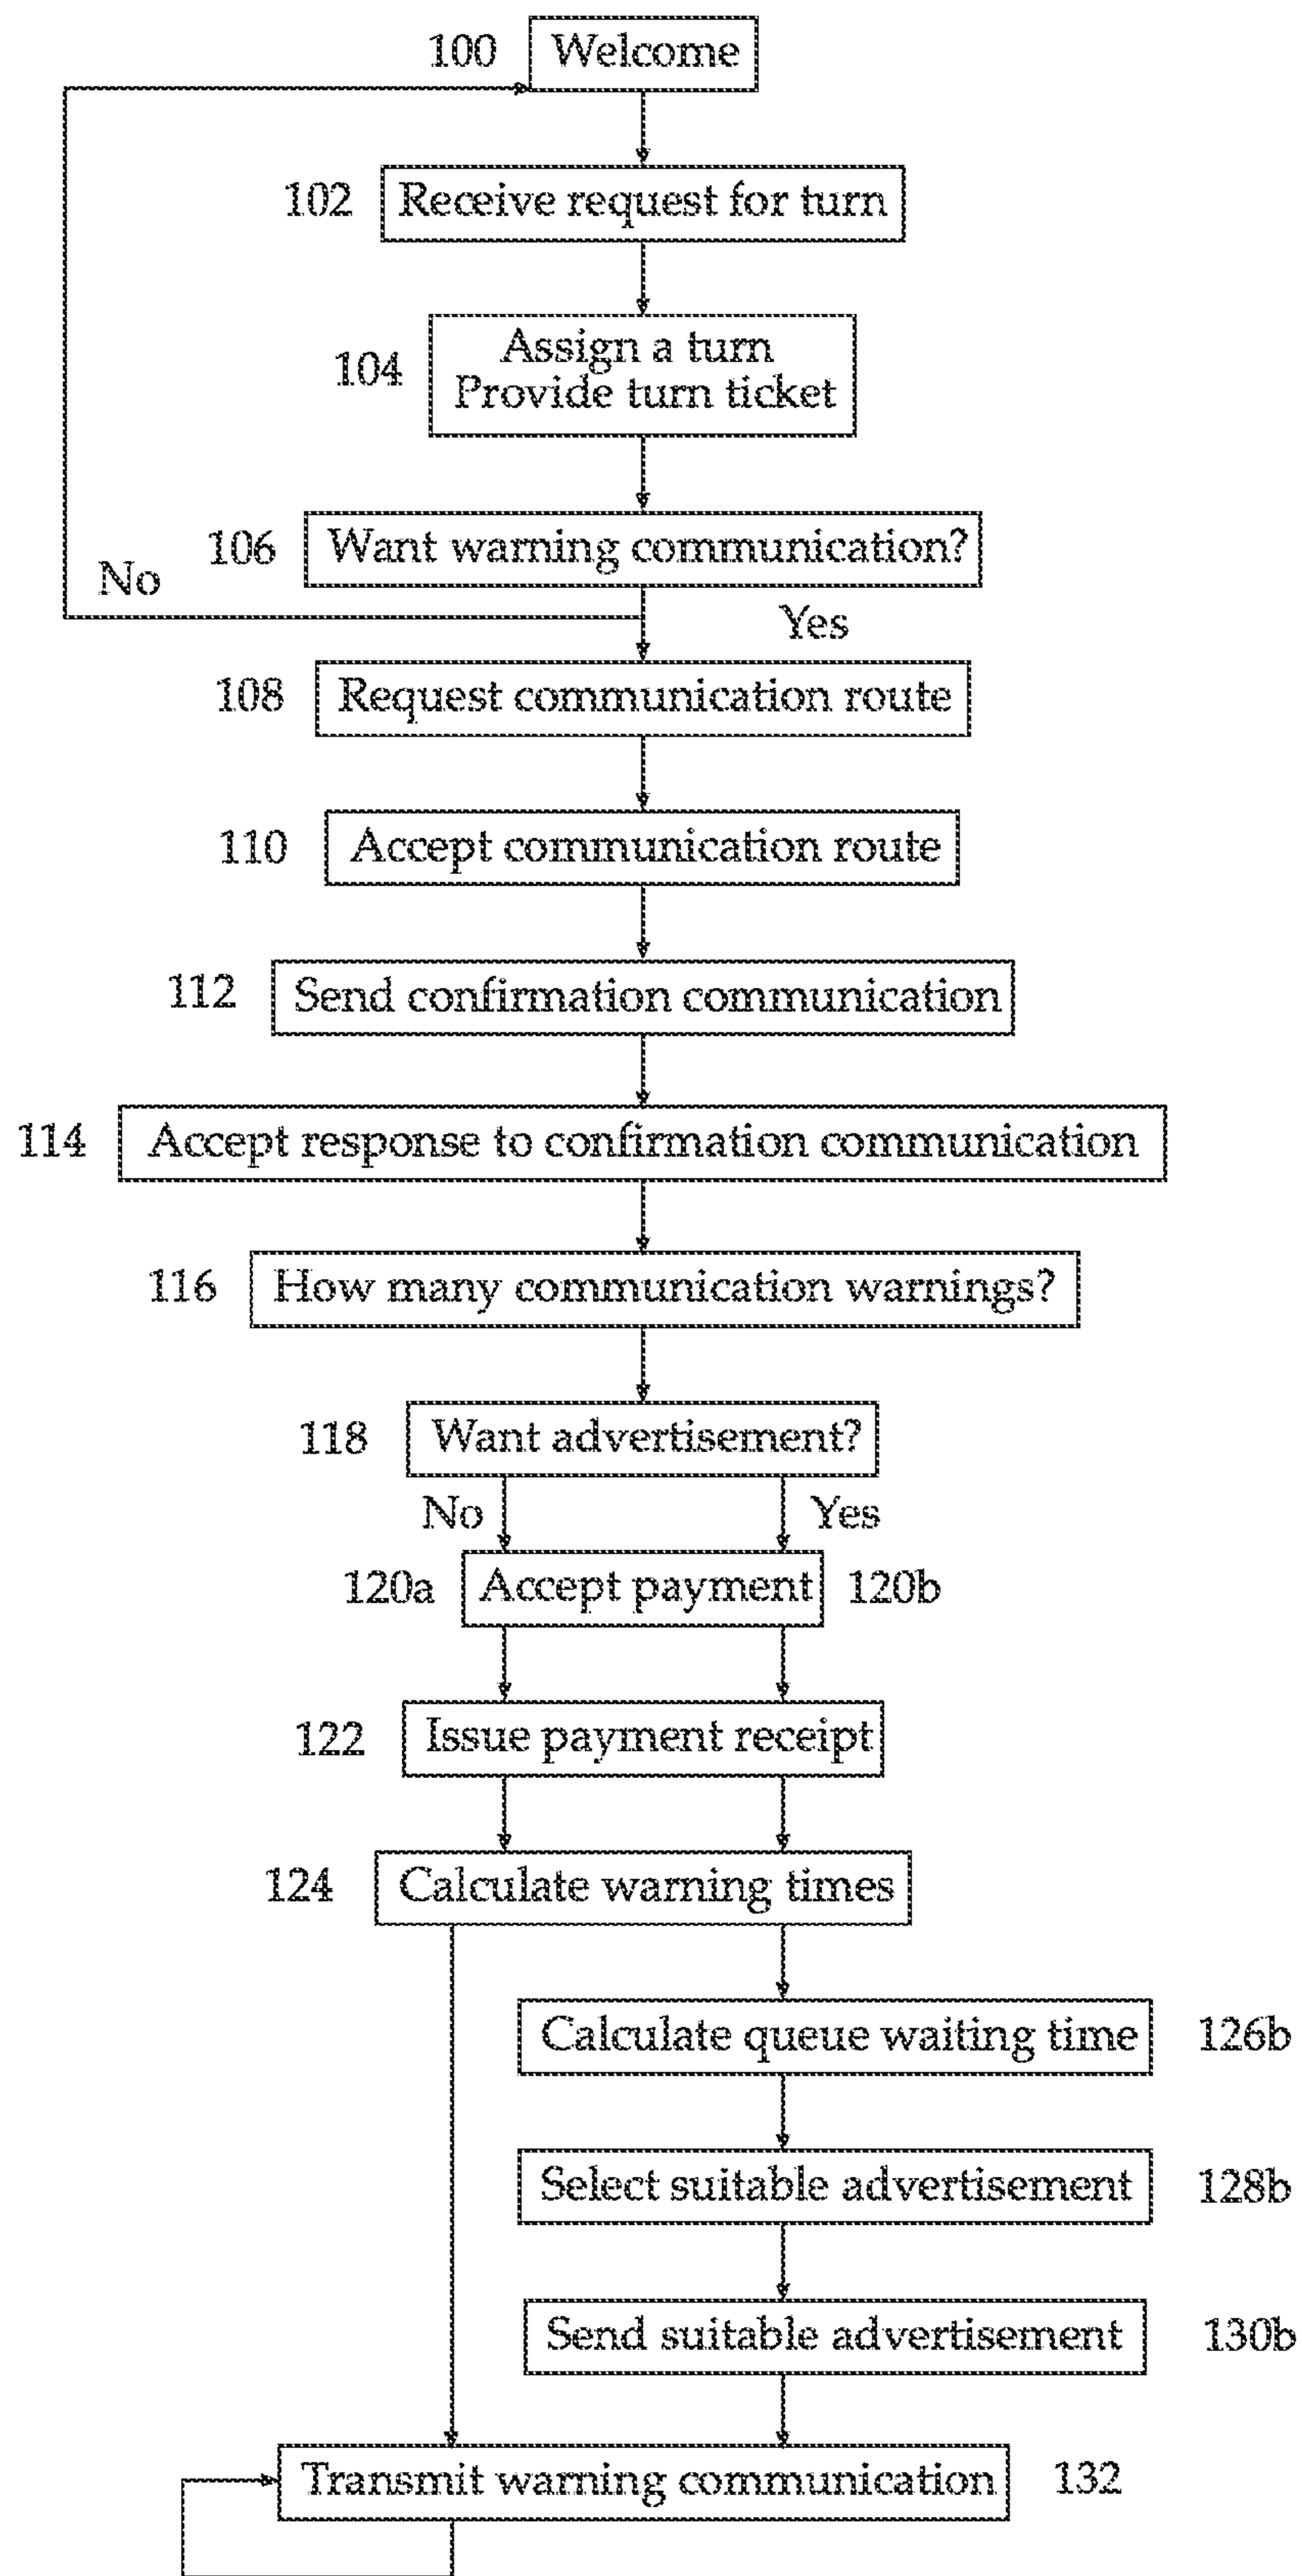 100 Welcome
102 Receive request for turn
Assign a turn
104
Provide turn ticket
106 Want warning communication?
No
Yes
108 Request communication route
110 Accept communication route
112 Send confirmation communication
114 Accept response to confirmation communication
116 How many communication warnings?
118 Want advertisement?
No Yes
120a Accept payment 120b
122 Issue payment receipt
124 Calculate warning times
Calculate queue waiting time 126b
Select suitable advertisement 128b
Send suitable advertisement 130b
Transmit warning communication 132